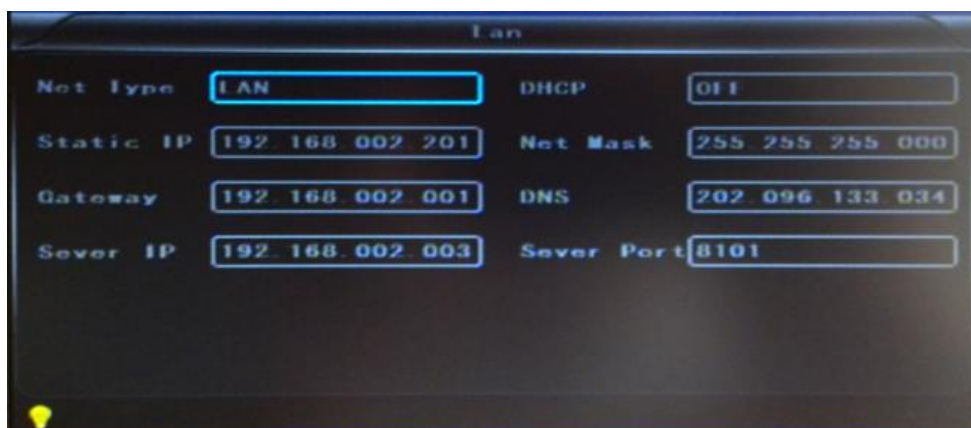 Lan
Net Type LAN DHCP OFF
Static IP 192.168.002.201 Net Mask 255.255.255.000
Gateway 192.168.002.001 DNS 202.096.133.034
Sever IP 192.168.002.003 Sever Port 8101